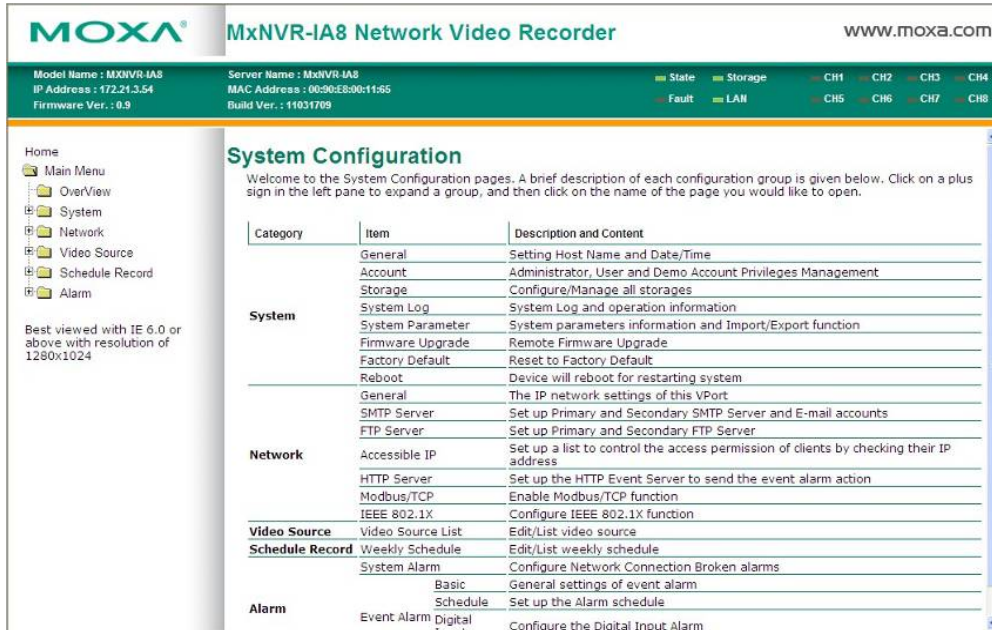 MOXA
MxNVR-IA8 Network Video Recorder
www.moxa.com
Model Name : MXNVR-IA8
IP Address : 172.21.3.54
Firmware Ver. : 0.9
Server Name : MxNVR-IA8
MAC Address : 00:90:E8:00:11:65
Build Ver. : 11031709
State Storage CH1 CH2 CH3 CH4
Fault LAN CH5 CH6 CH7 CH8
Home
Main Menu
OverView
System
Network
Video Source
Schedule Record
Alarm
Best viewed with IE 6.0 or
above with resolution of
1280x1024
System Configuration
Welcome to the System Configuration pages. A brief description of each configuration group is given below. Click on a plus
sign in the left pane to expand a group, and then click on the name of the page you would like to open.
Category Item Description and Content
System
General Setting Host Name and Date/Time
Account Administrator, User and Demo Account Privileges Management
Storage Configure/Manage all storages
System Log System Log and operation information
System Parameter System parameters information and Import/Export function
Firmware Upgrade Remote Firmware Upgrade
Factory Default Reset to Factory Default
Reboot Device will reboot for restarting system
Network
General The IP network settings of this VPort
SMTP Server Set up Primary and Secondary SMTP Server and E-mail accounts
FTP Server Set up Primary and Secondary FTP Server
Accessible IP Set up a list to control the access permission of clients by checking their IP
address
HTTP Server Set up the HTTP Event Server to send the event alarm action
Modbus/TCP Enable Modbus/TCP function
IEEE 802.1X Configure IEEE 802.1X function
Video Source Video Source List Edit/List video source
Schedule Record Weekly Schedule Edit/List weekly schedule
Alarm
System Alarm Configure Network Connection Broken alarms
Event Alarm
Basic General settings of event alarm
Schedule Set up the Alarm schedule
Digital Configure the Digital Input Alarm